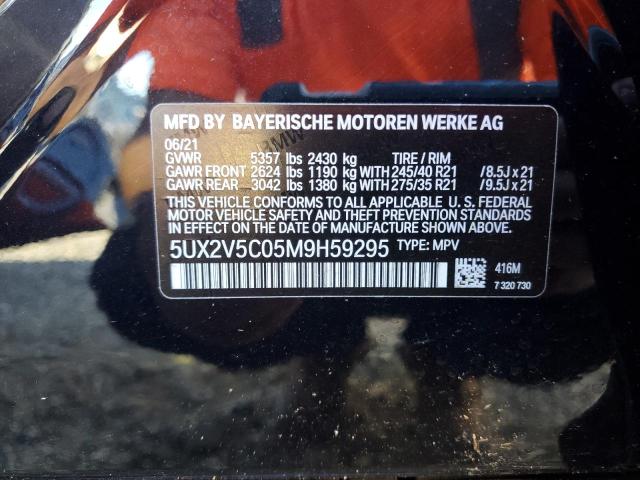 MFD BY BAYERISCHE MOTOREN WERKE AG
06/21
GVWR 5357 lbs 2430 kg TIRE / RIM
GAWR FRONT 2624 lbs 1190 kg WITH 245/40 R21 /8.5J x 21
GAWR REAR 3042 lbs 1380 kg WITH 275/35 R21 /9.5J x 21
THIS VEHICLE CONFORMS TO ALL APPLICABLE U. S. FEDERAL
MOTOR VEHICLE SAFETY STANDARDS IN EFFECT ON THE
DATE OF MANUFACTURE SHOWN ABOVE.
5UX2V5C05M9H59295 TYPE: MPV
416M
7 320 730